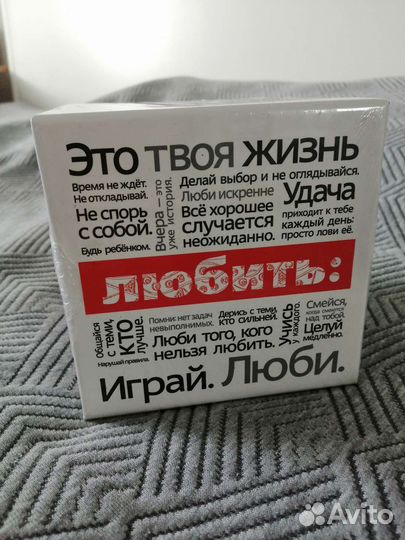 Это твоя жизнь
Время не ждёт.
Не откладывай.
Не спорь
с собой.
Будь ребёнком.
Вчера — это
уже история.
Делай выбор и не оглядывайся.
Люби искренне
Всё хорошее
случается
неожиданно.
Удача
приходит к тебе
каждый день:
просто лови её.
ЛЮБИТЬ:
общайся
с теми,
КТО
лучше.
Нарушай правила.
Помни: нет задач
невыполнимых.
Дерись с теми,
кто сильней.
Люби того, кого
нельзя любить.
УЧИСЬ
у каждого.
Смейся,
когда смеются
над тобой.
Целуй
медленно.
Играй. Люби.
Avito